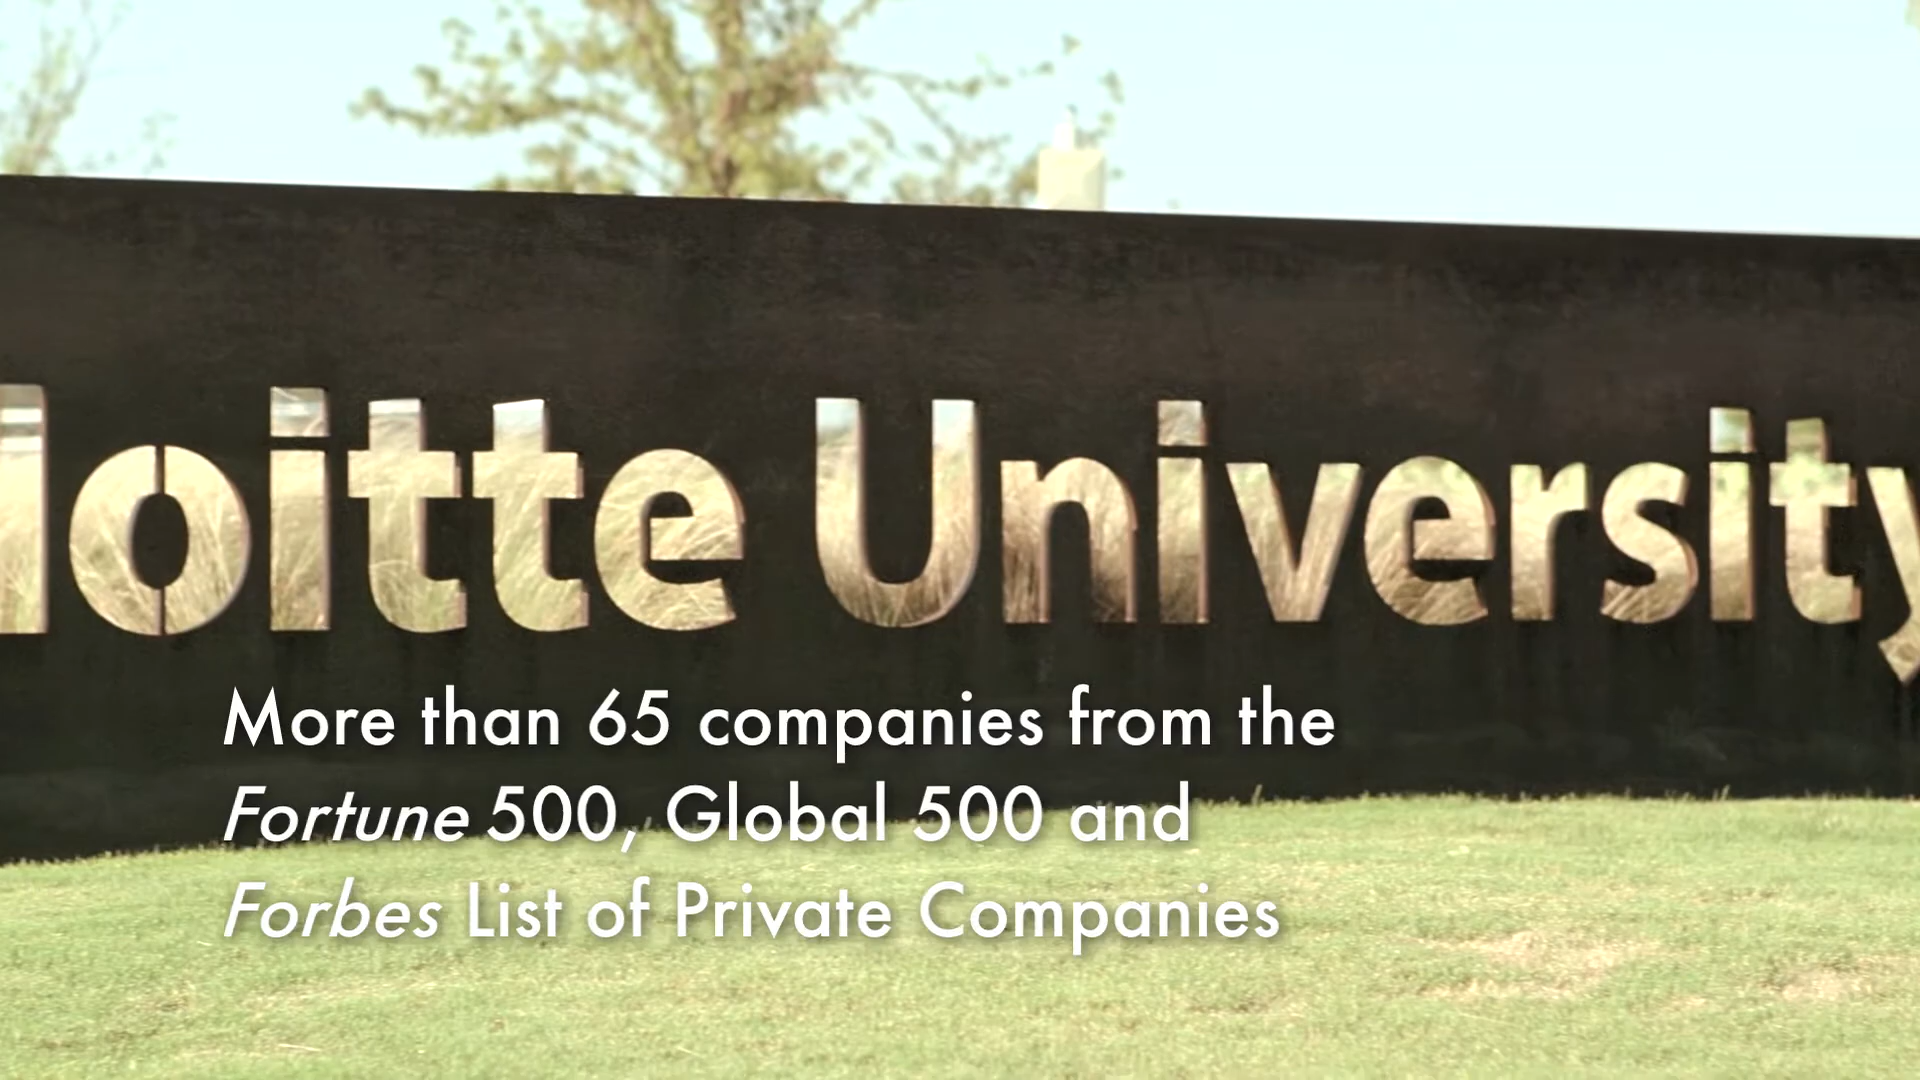 loitte University
More than 65 companies from the
Fortune 500, Global 500 and
Forbes List of Private Companies